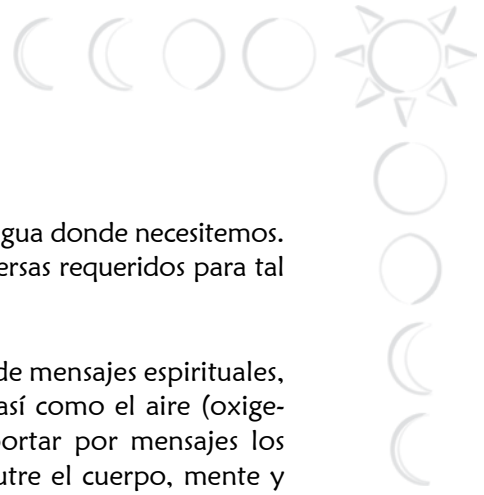 gua donde necesitemos.
ersas requeridos para tal
de mensajes espirituales,
así como el aire (oxige-
ortar por mensajes los
utre el cuerpo, mente y